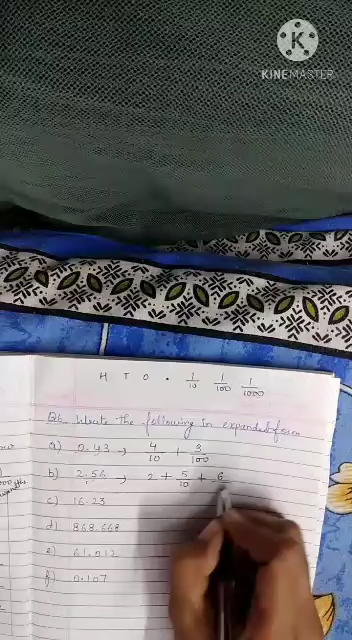 K
KINEMASTER
H T O . 1/10 1/100 1/1000
Q6. Write the following in expanded form
a) 0.43 → 4/10 + 3/100
b) 2.56 → 2 + 5/10 + 6
c) 16.23
d) 868.668
e) 61.012
f) 0.107